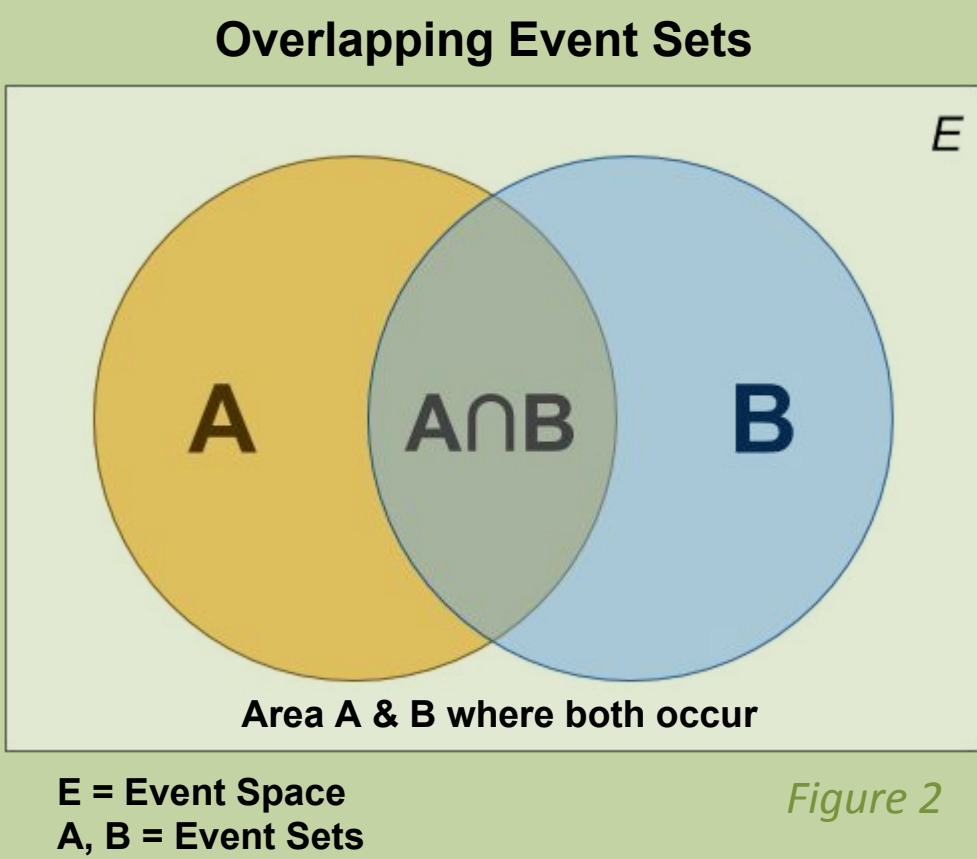 Overlapping Event Sets
E
A A∩B B
Area A & B where both occur
E = Event Space
Figure 2
A, B = Event Sets